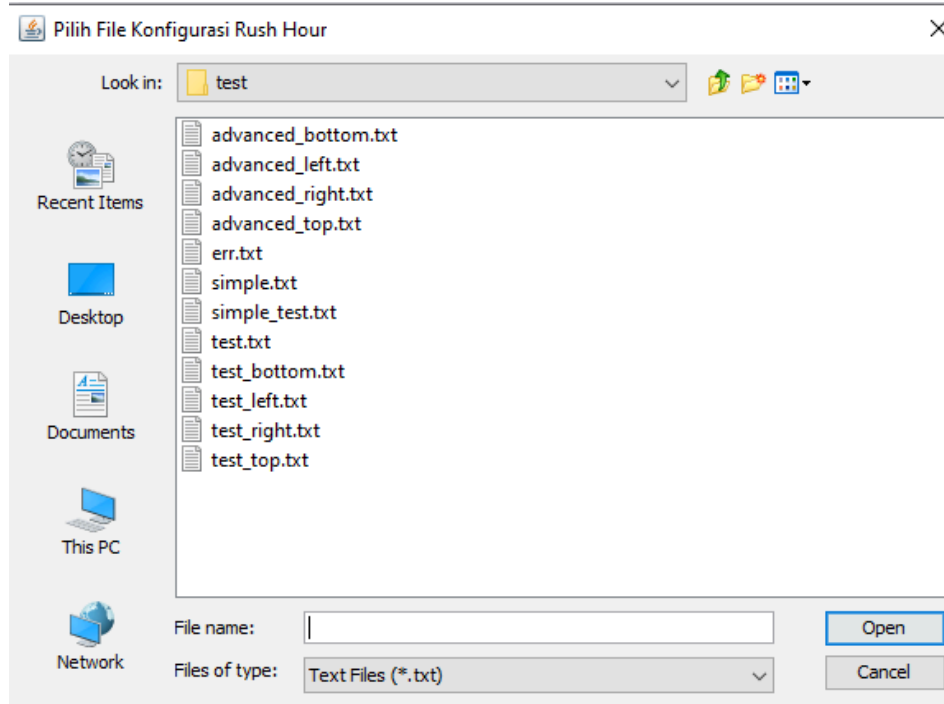 Pilih File Konfigurasi Rush Hour
Look in: test
advanced_bottom.txt
advanced_left.txt
advanced_right.txt
advanced_top.txt
err.txt
simple.txt
simple_test.txt
test.txt
test_bottom.txt
test_left.txt
test_right.txt
test_top.txt
Recent Items
Desktop
Documents
This PC
Network
File name:
Open
Files of type: Text Files (*.txt)
Cancel